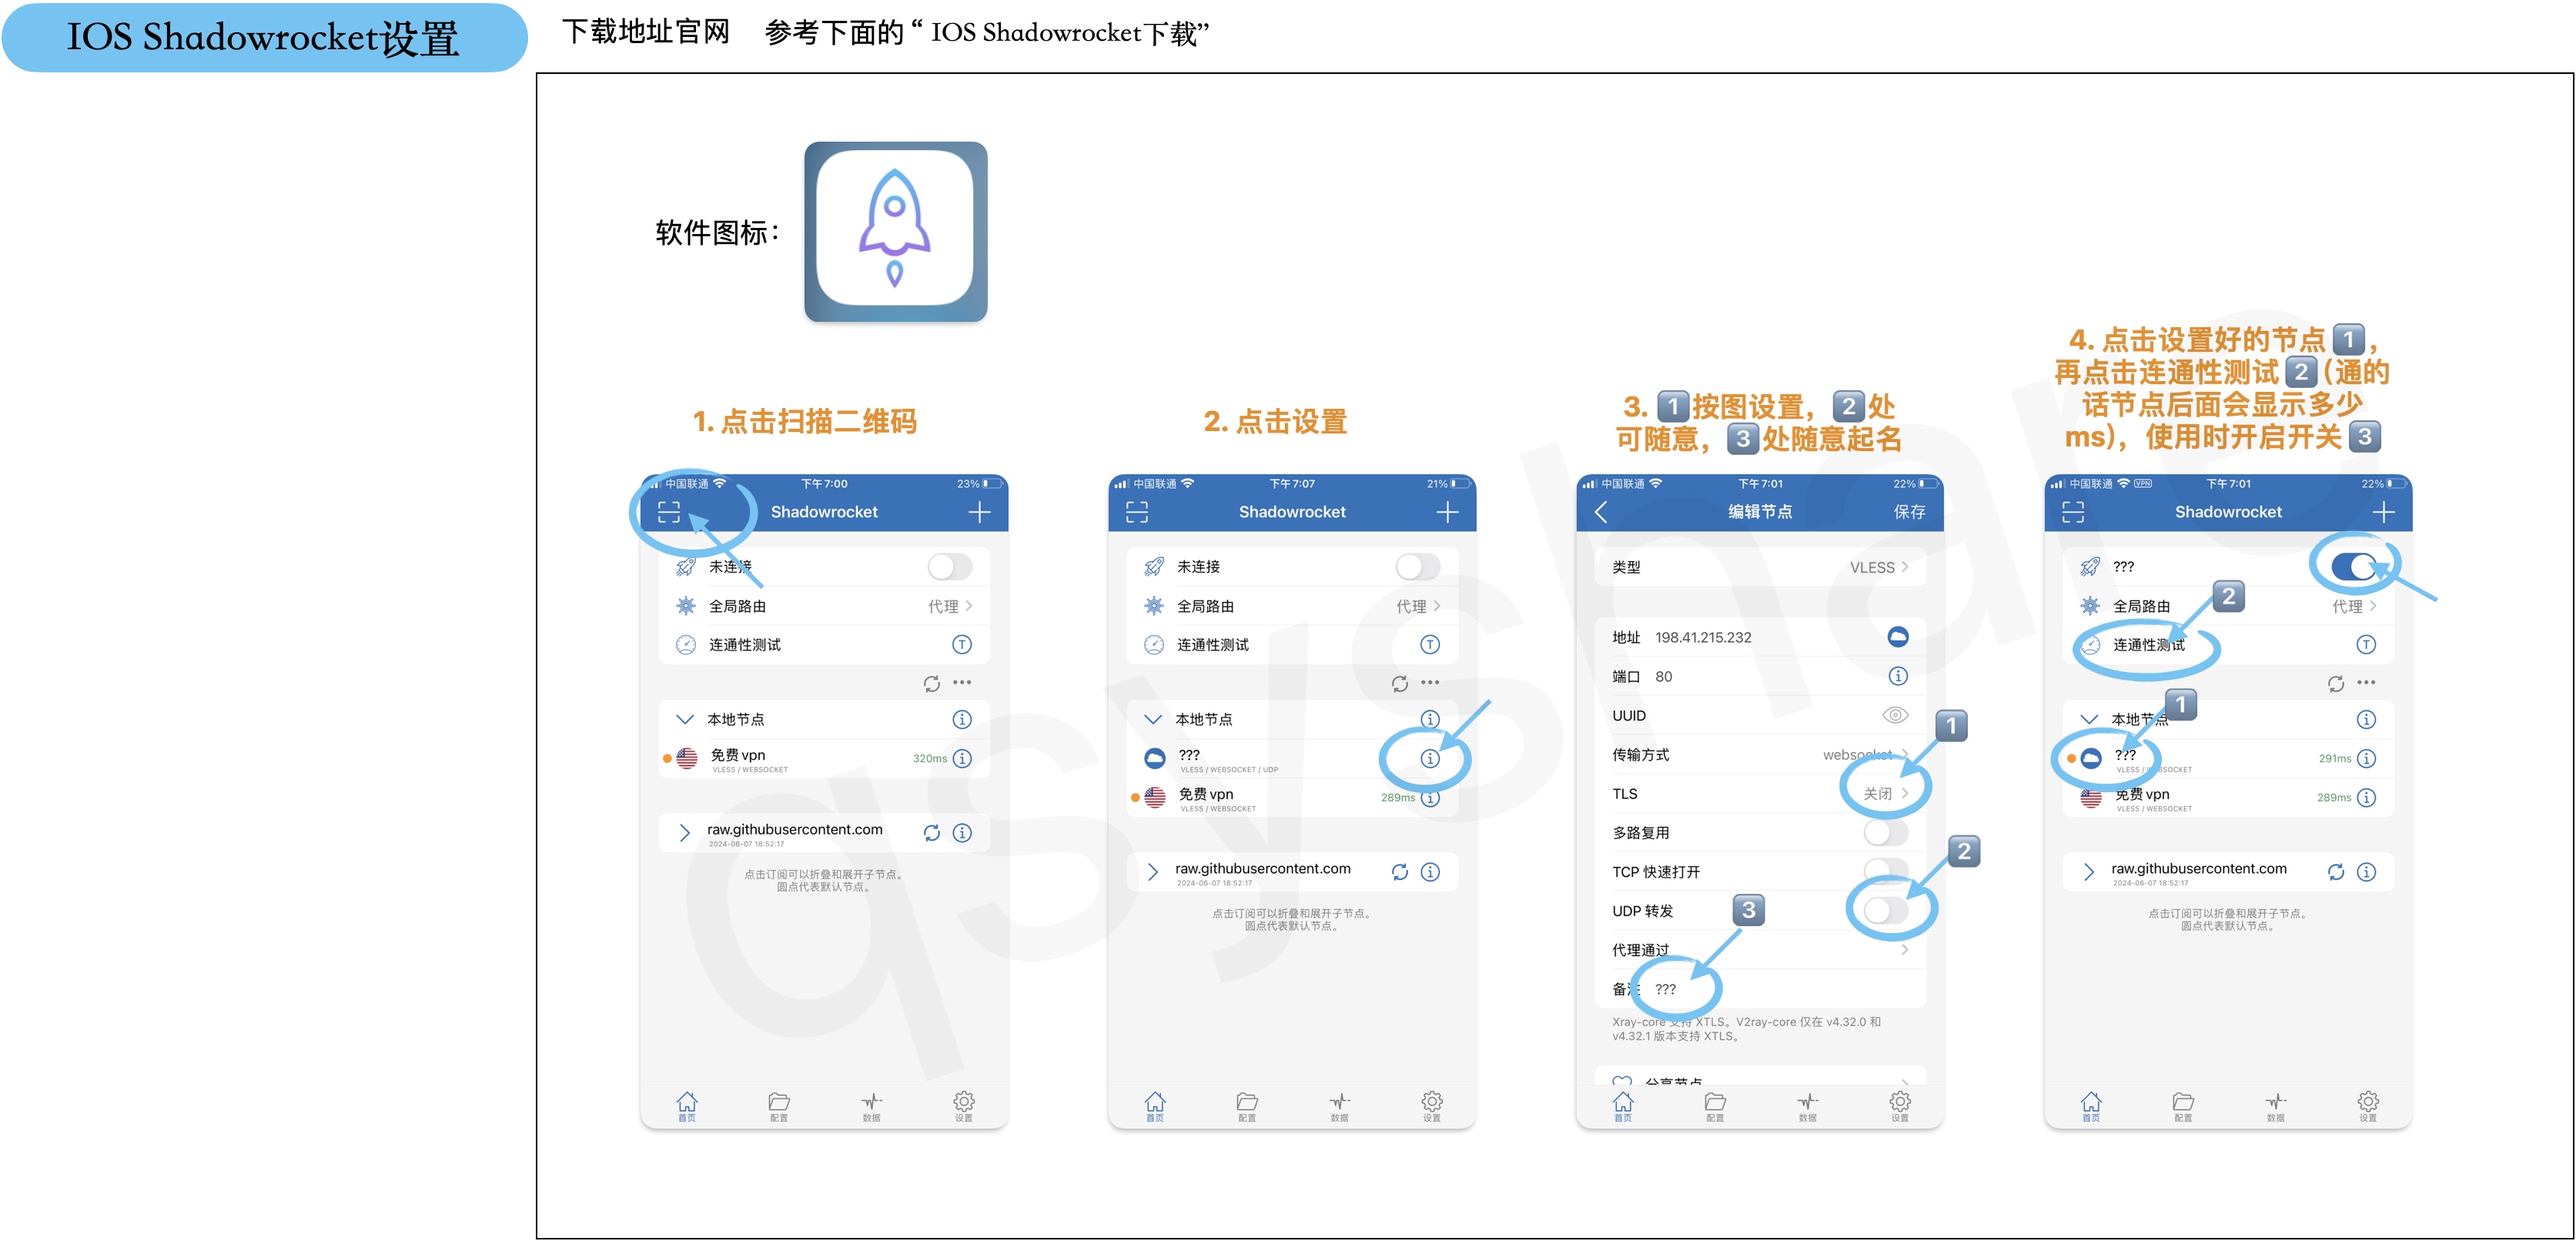 IOS Shadowrocket设置
下载地址官网 参考下面的“ IOS Shadowrocket下载”
软件图标：
1. 点击扫描二维码
中国联通 下午7:00 23%
Shadowrocket
未连接
全局路由 代理
连通性测试 T
本地节点
免费 vpn 320ms
VLESS / WEBSOCKET
raw.githubusercontent.com
2024-06-07 18:52:17
点击订阅可以折叠和展开子节点。
圆点代表默认节点。
首页 配置 数据 设置
2. 点击设置
中国联通 下午7:07 21%
Shadowrocket
未连接
全局路由 代理
连通性测试 T
本地节点
???
VLESS / WEBSOCKET / UDP
免费 vpn 289ms
VLESS / WEBSOCKET
raw.githubusercontent.com
2024-06-07 18:52:17
点击订阅可以折叠和展开子节点。
圆点代表默认节点。
首页 配置 数据 设置
3. 1按图设置，2处
可随意，3处随意起名
中国联通 下午7:01 22%
编辑节点 保存
类型 VLESS
地址 198.41.215.232
端口 80
UUID
传输方式 websocket
1
TLS 关闭
多路复用
2
TCP 快速打开
UDP 转发
3
代理通过
备注 ???
Xray-core 支持 XTLS。V2ray-core 仅在 v4.32.0 和
v4.32.1 版本支持 XTLS。
分享节点
首页 配置 数据 设置
4. 点击设置好的节点1，
再点击连通性测试2（通的
话节点后面会显示多少
ms），使用时开启开关3
中国联通 VPN 下午7:01 22%
Shadowrocket
???
2
全局路由 代理
连通性测试 T
1
本地节点
??? 291ms
VLESS / WEBSOCKET
免费 vpn 289ms
VLESS / WEBSOCKET
raw.githubusercontent.com
2024-06-07 18:52:17
点击订阅可以折叠和展开子节点。
圆点代表默认节点。
首页 配置 数据 设置
qsyshare